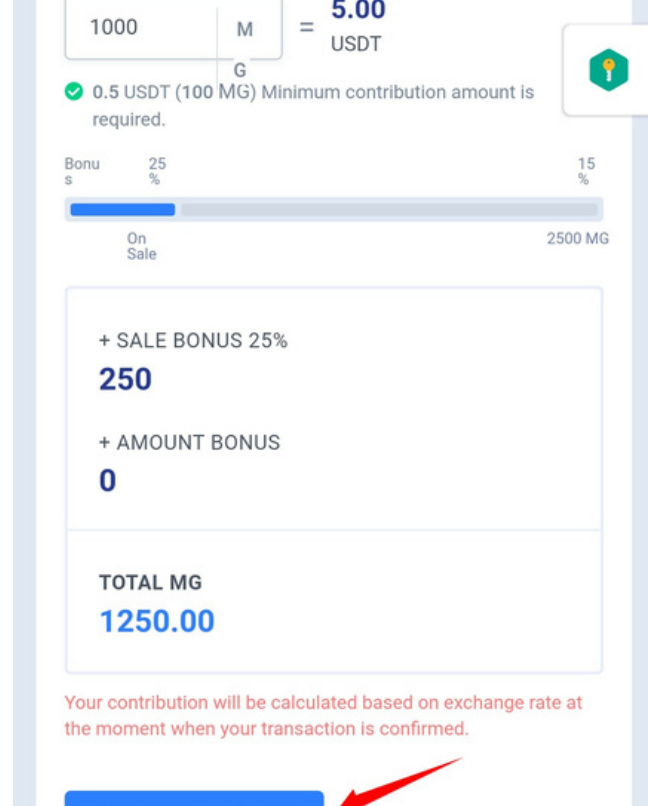 1000 MG = 5.00 USDT
0.5 USDT (100 MG) Minimum contribution amount is
required.
Bonus 25% 15%
On Sale 2500 MG
+ SALE BONUS 25%
250
+ AMOUNT BONUS
0
TOTAL MG
1250.00
Your contribution will be calculated based on exchange rate at
the moment when your transaction is confirmed.